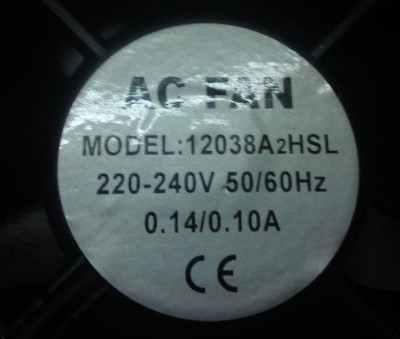 AC FAN
MODEL:12038A2HSL
220-240V 50/60Hz
0.14/0.10A
CE